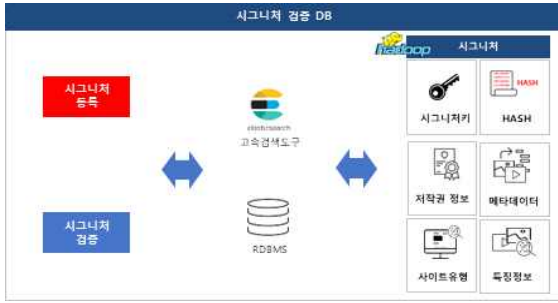 시그니처 검증 DB
hadoop
시그니처
시그니처
등록
HASH
시그니처키
HASH
elasticsearch
고속검색도구
저작권 정보
메타데이터
시그니처
검증
RDBMS
사이트유형
특징정보